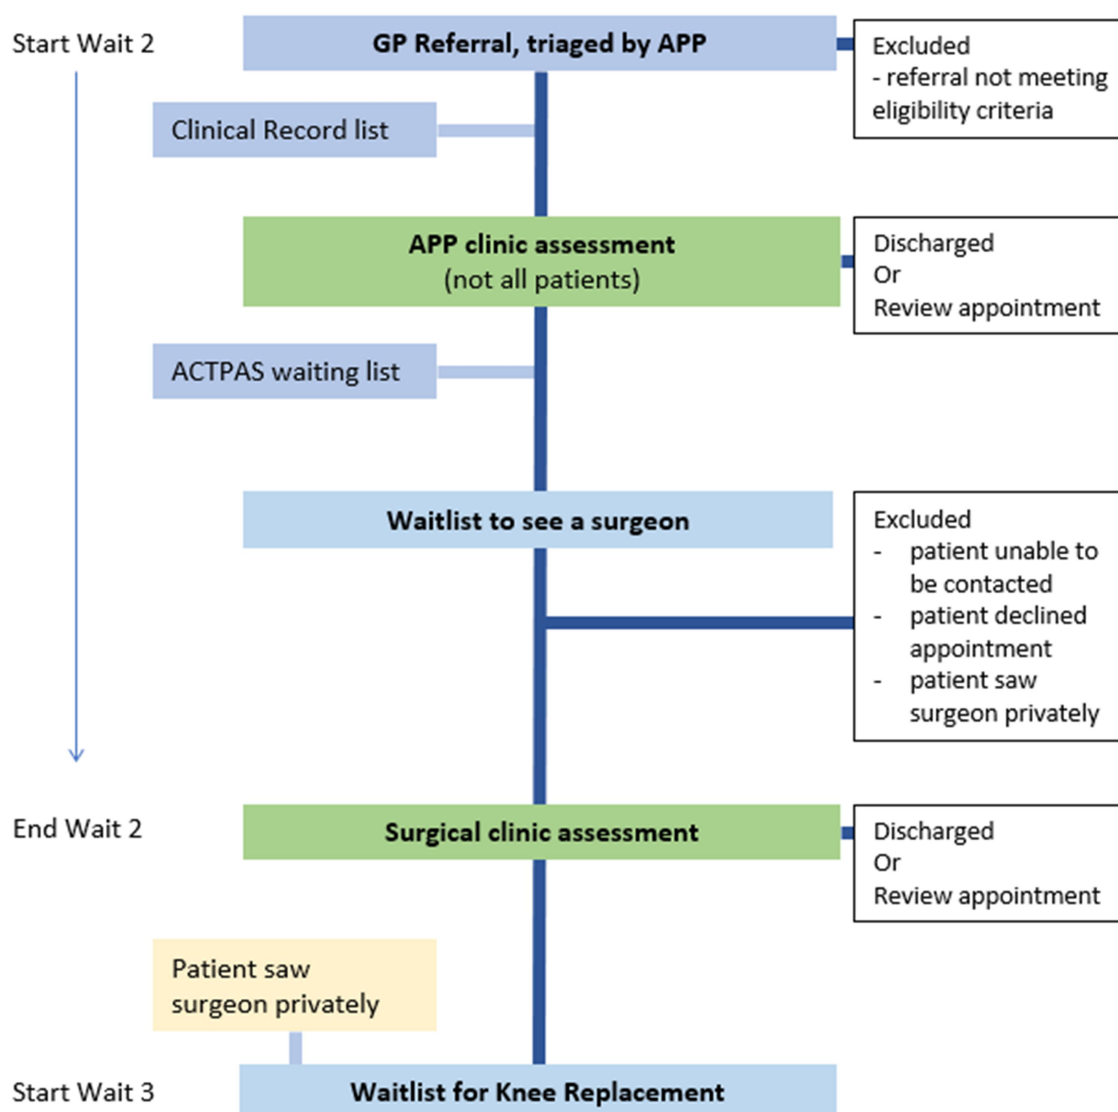 Start Wait 2
GP Referral, triaged by APP
Excluded
- referral not meeting
eligibility criteria
Clinical Record list
APP clinic assessment
(not all patients)
Discharged
Or
Review appointment
ACTPAS waiting list
Waitlist to see a surgeon
Excluded
- patient unable to
be contacted
- patient declined
appointment
- patient saw
surgeon privately
End Wait 2
Surgical clinic assessment
Discharged
Or
Review appointment
Patient saw
surgeon privately
Start Wait 3
Waitlist for Knee Replacement